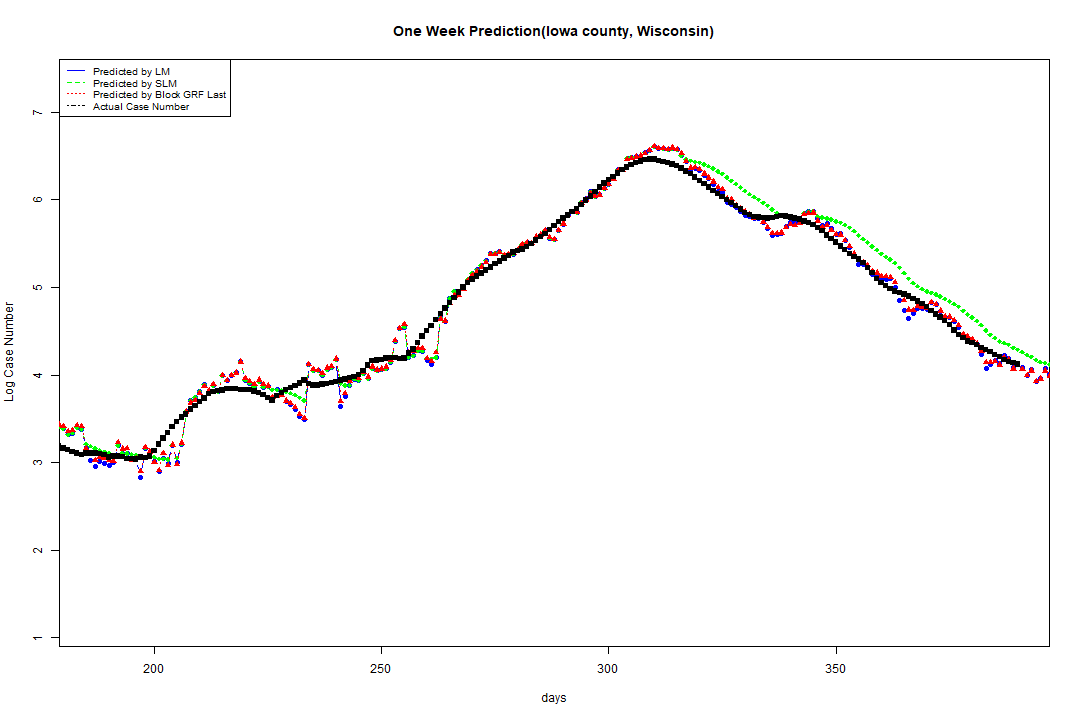 One Week Prediction(Iowa county, Wisconsin)
Predicted by LM
Predicted by SLM
Predicted by Block GRF Last
Actual Case Number
7
6
5
4
3
2
1
Log Case Number
200 250 300 350
days